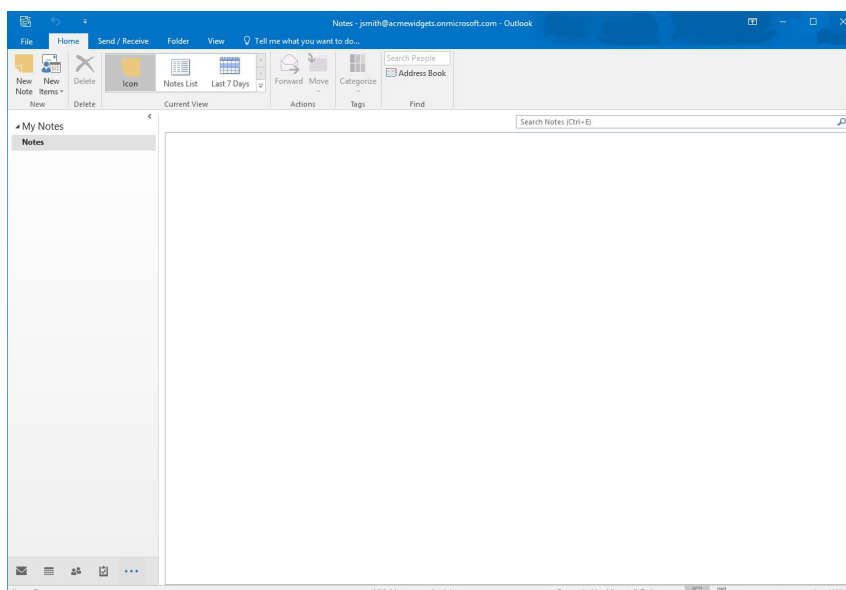 Notes - jsmith@acmewidgets.onmicrosoft.com - Outlook
File Home Send / Receive Folder View Tell me what you want to do...
New Note
New Items
Delete
Icon
Notes List
Last 7 Days
Forward
Move
Categorize
Search People
Address Book
New Delete Current View Actions Tags Find
My Notes
Search Notes (Ctrl+E)
Notes